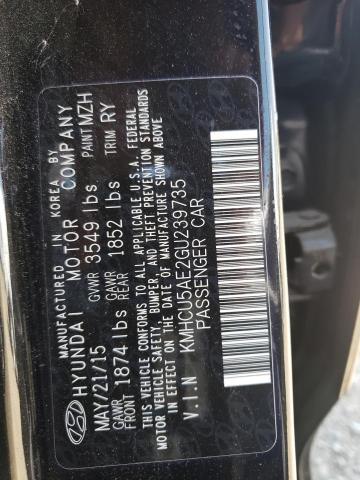 MANUFACTURED IN KOREA BY
HYUNDAI MOTOR COMPANY
MAY/21/15 GVWR 3549 lbs PAINT MZH
GAWR FRONT 1874 lbs GAWR REAR 1852 lbs TRIM RY
THIS VEHICLE CONFORMS TO ALL APPLICABLE U.S.A. FEDERAL
MOTOR VEHICLE SAFETY, BUMPER, AND THEFT PREVENTION STANDARDS
IN EFFECT ON THE DATE OF MANUFACTURE SHOWN ABOVE
V.I.N KMHCU5AE2GU239735
PASSENGER CAR